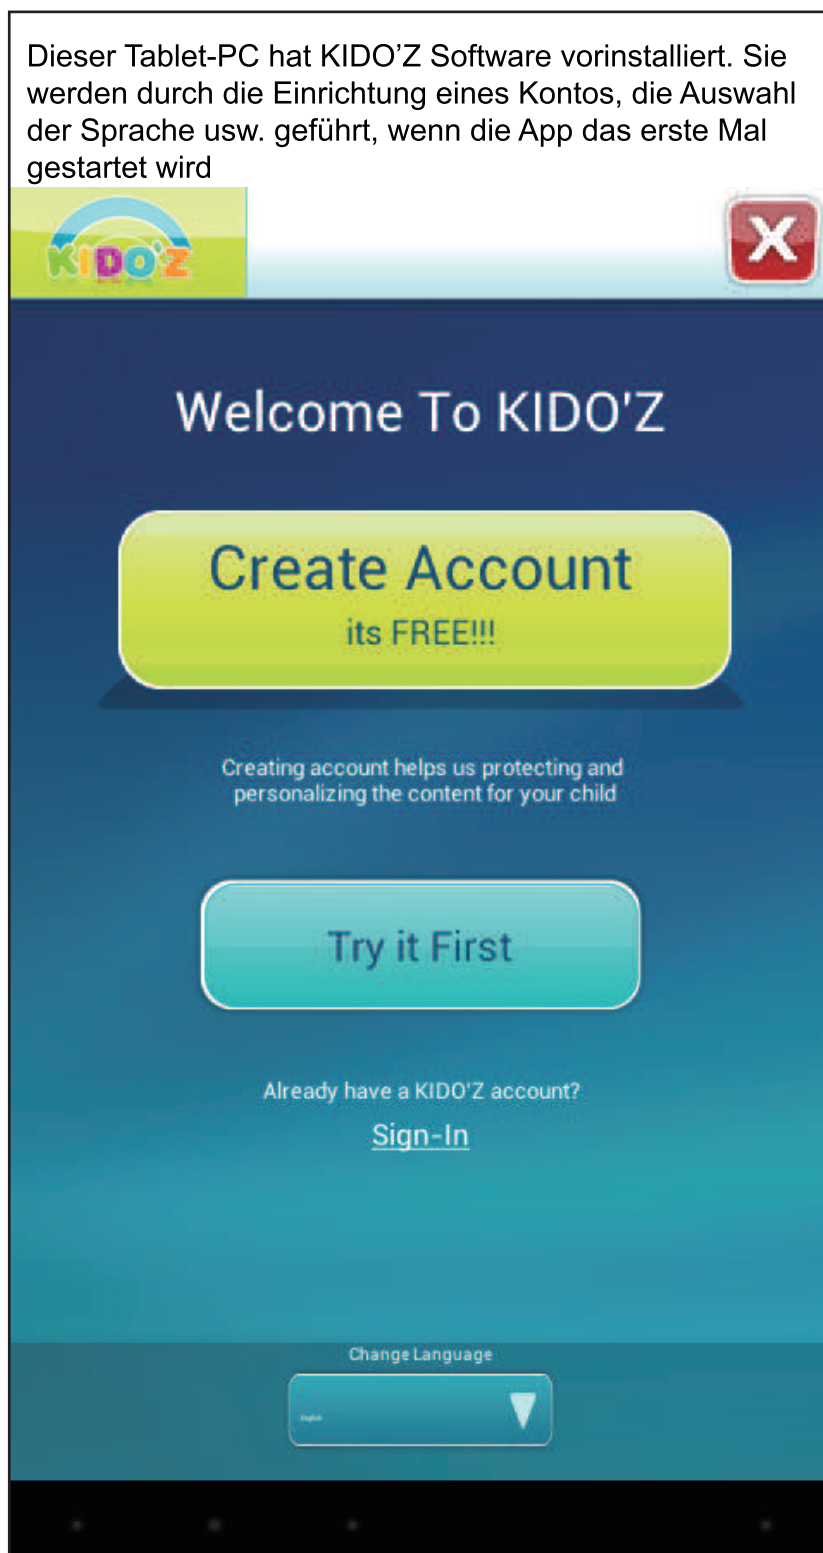 Dieser Tablet-PC hat KIDO’Z Software vorinstalliert. Sie
werden durch die Einrichtung eines Kontos, die Auswahl
der Sprache usw. geführt, wenn die App das erste Mal
gestartet wird
KIDO'Z
X
Welcome To KIDO'Z
Create Account
its FREE!!!
Creating account helps us protecting and
personalizing the content for your child
Try it First
Already have a KIDO'Z account?
Sign-In
Change Language
English